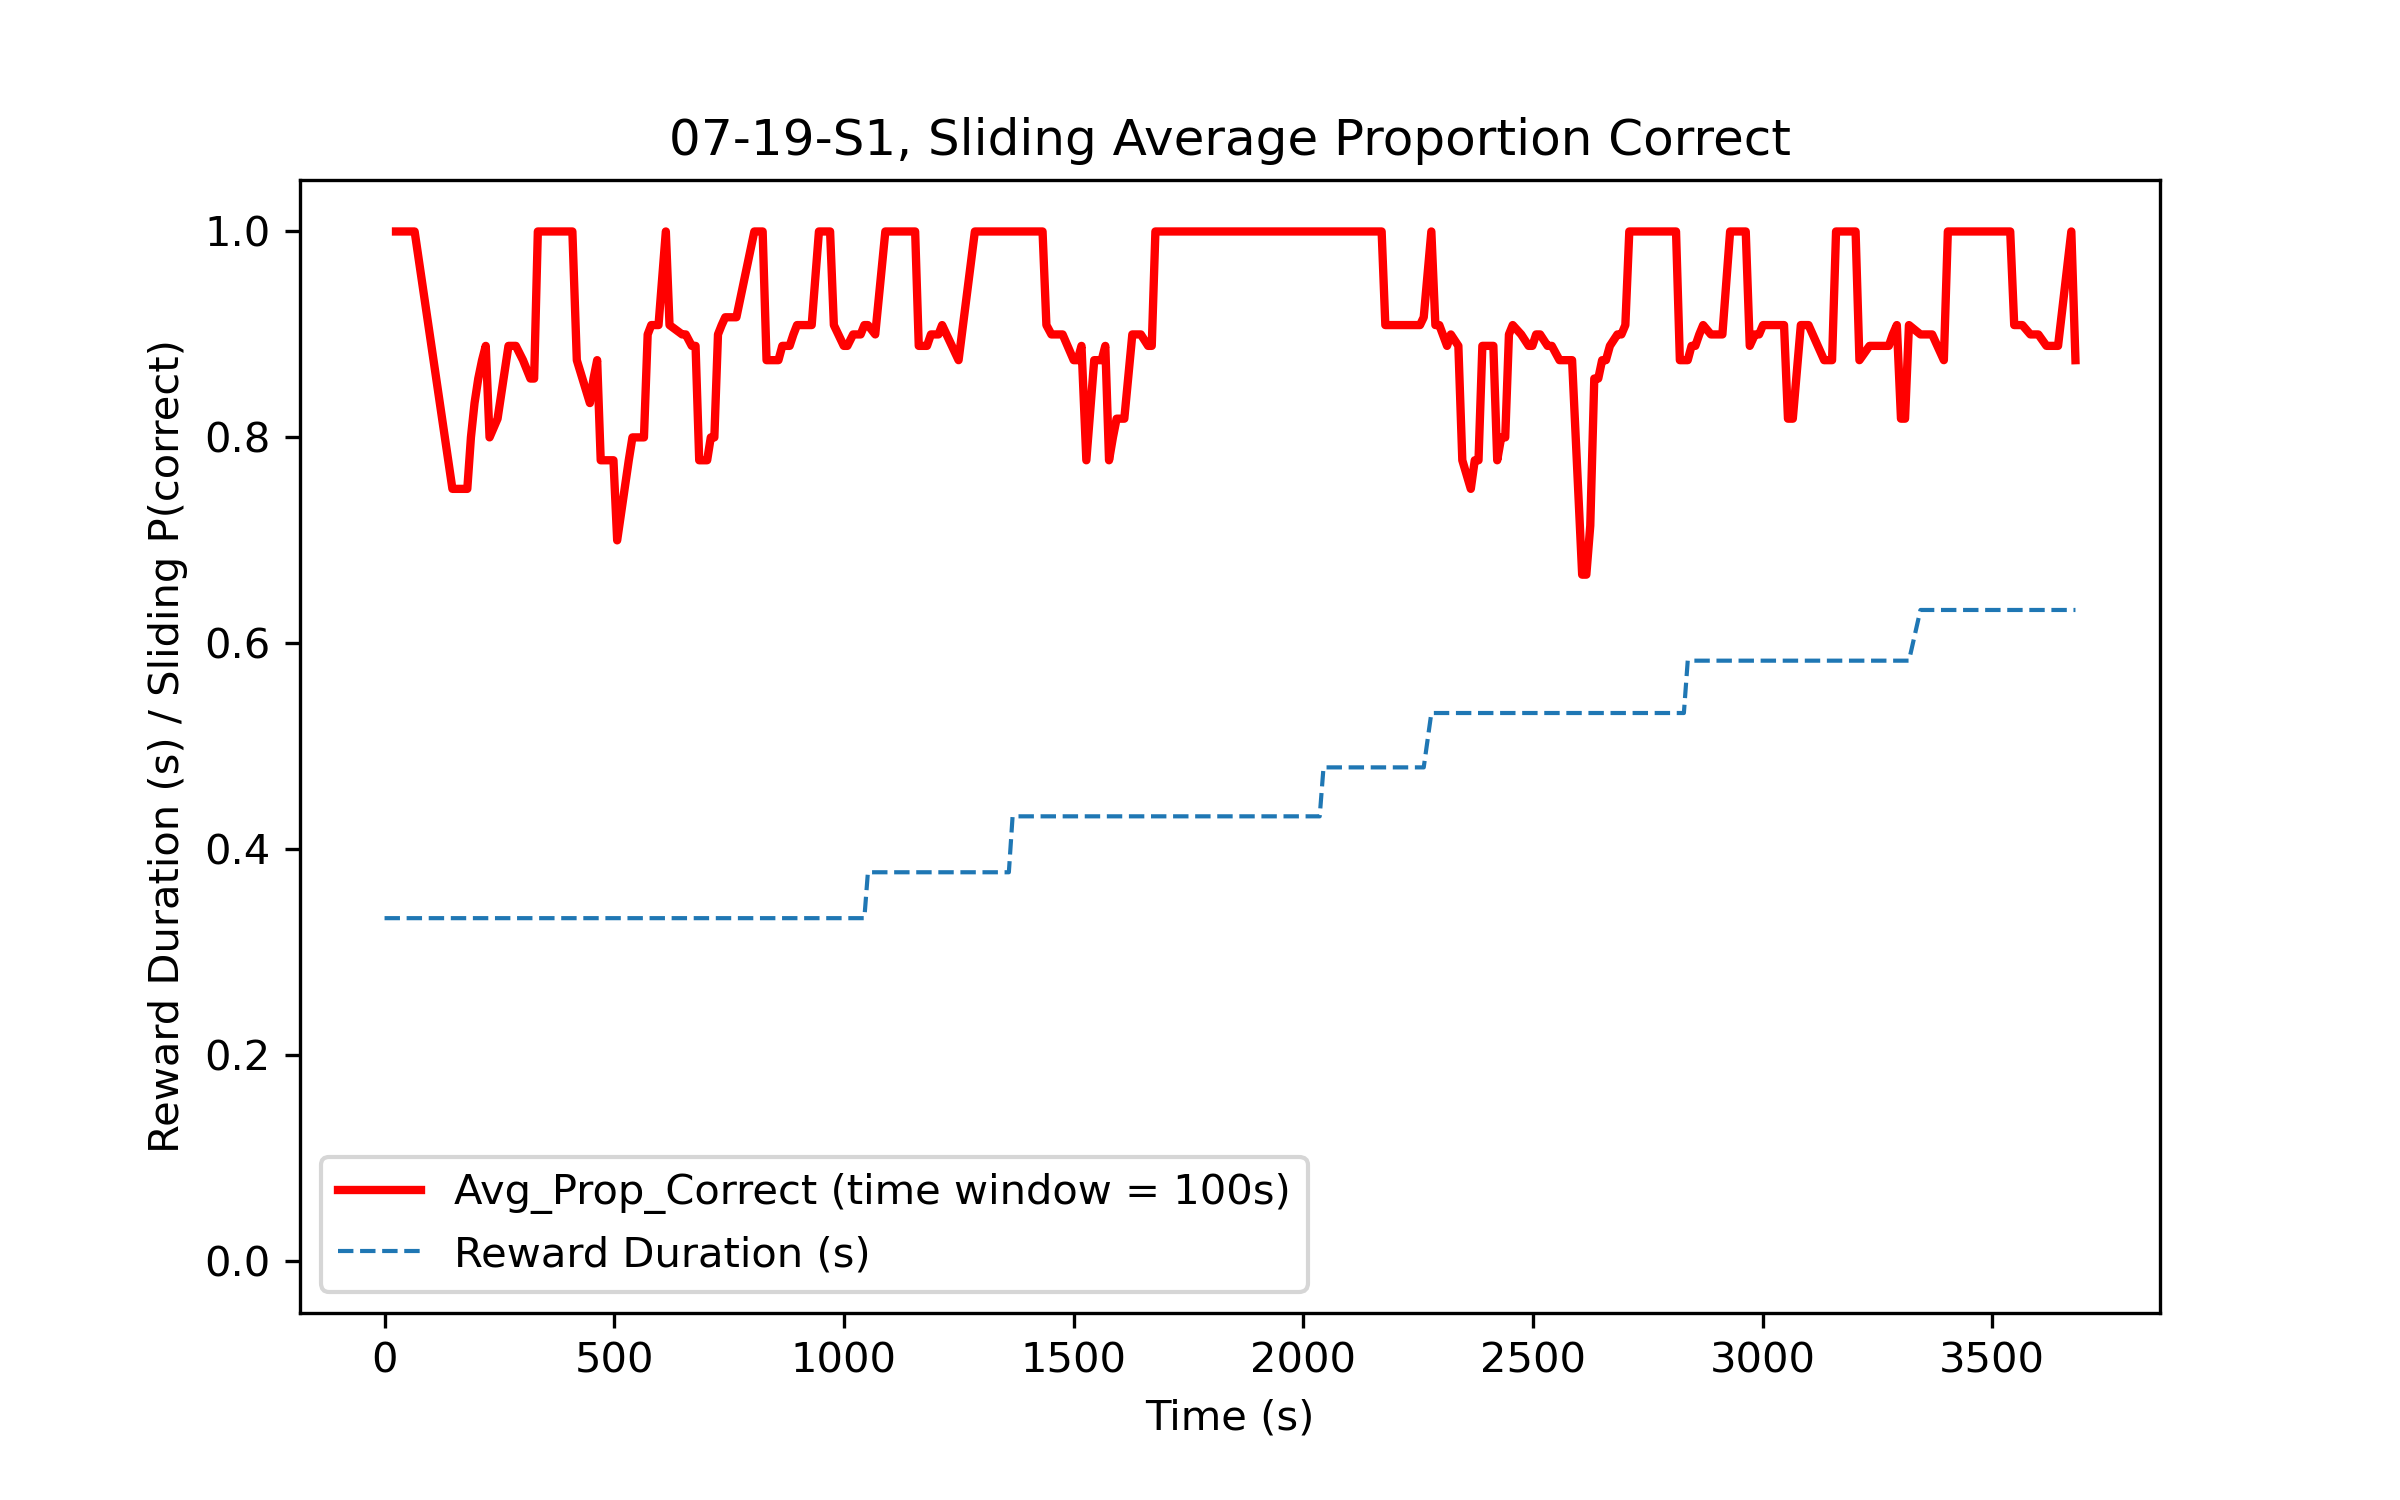 07-19-S1, Sliding Average Proportion Correct
Reward Duration (s) / Sliding P(correct)
1.0
0.8
0.6
0.4
0.2
0.0
Avg_Prop_Correct (time window = 100s)
Reward Duration (s)
0 500 1000 1500 2000 2500 3000 3500
Time (s)